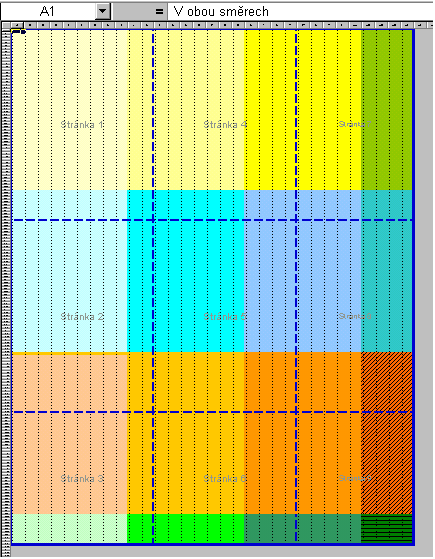 A1 = V obou směrech
Stránka 1 Stránka 4
Stránka 2 Stránka 5
Stránka 3 Stránka 6